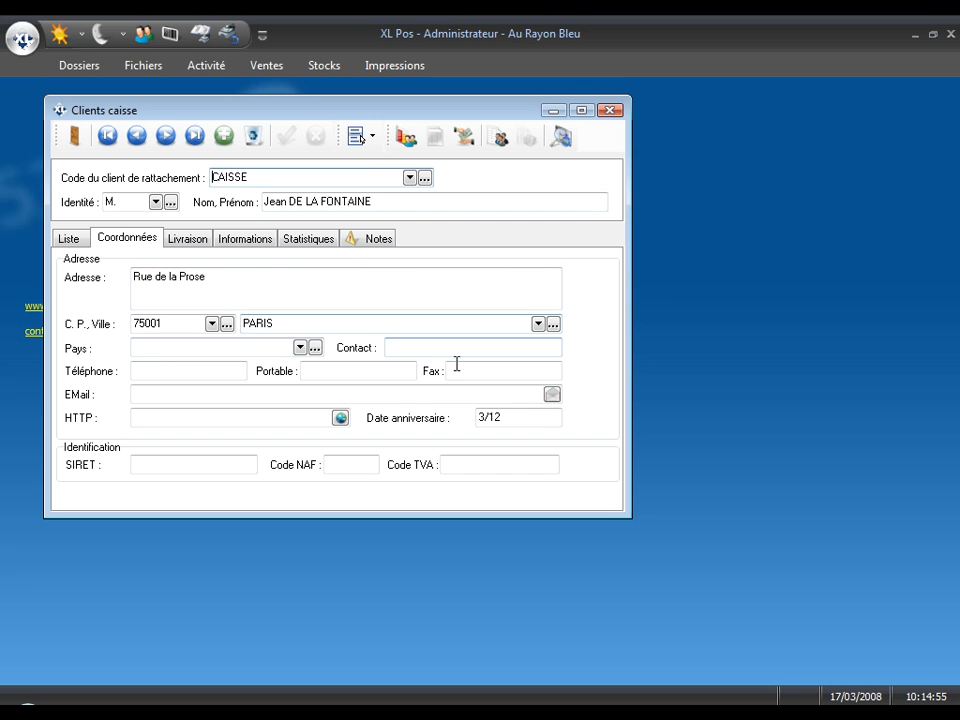 XL
XL Pos - Administrateur - Au Rayon Bleu
Dossiers Fichiers Activité Ventes Stocks Impressions
Clients caisse
Code du client de rattachement : CAISSE
Identité : M. Nom, Prénom : Jean DE LA FONTAINE
Liste Coordonnées Livraison Informations Statistiques Notes
Adresse
Adresse : Rue de la Prose
C. P., Ville : 75001 PARIS
Pays : Contact :
Téléphone : Portable : Fax :
EMail :
HTTP : Date anniversaire : 3/12
Identification
SIRET : Code NAF : Code TVA :
www
cont
17/03/2008 10:14:55